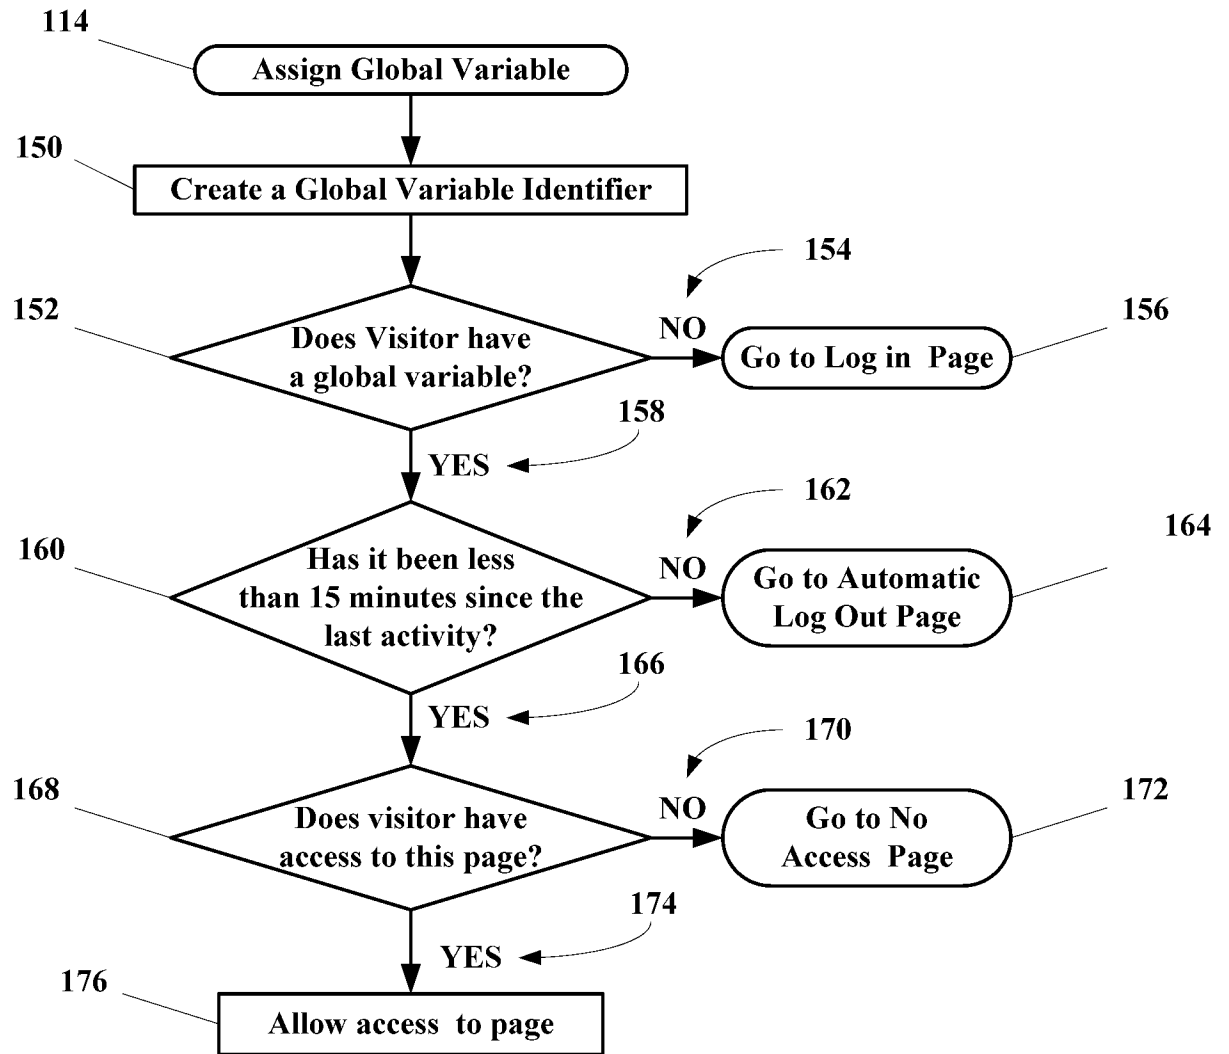 114
Assign Global Variable
150
Create a Global Variable Identifier
154
152
156
Does Visitor have
a global variable?
NO
Go to Log in Page
158
YES
162
164
160
Has it been less
than 15 minutes since the
last activity?
NO
Go to Automatic
Log Out Page
166
YES
170
168
172
Does visitor have
access to this page?
NO
Go to No
Access Page
174
YES
176
Allow access to page